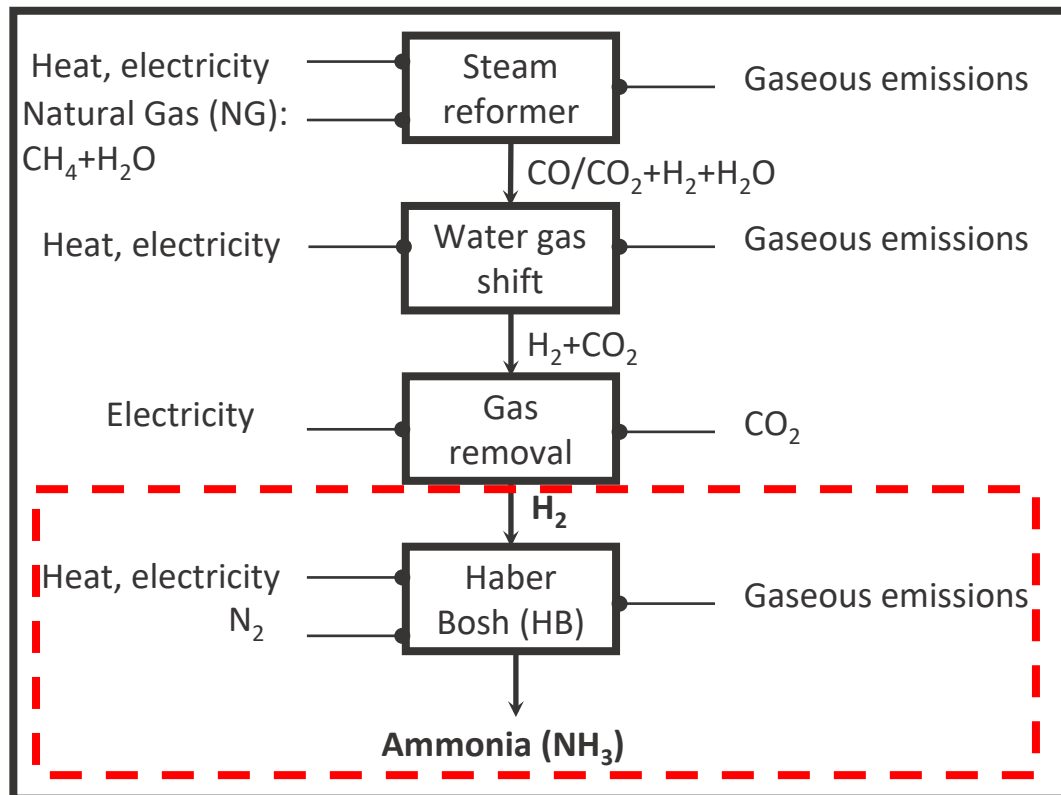 Heat, electricity
Natural Gas (NG):
CH₄+H₂O
Steam
reformer
Gaseous emissions
CO/CO₂+H₂+H₂O
Heat, electricity
Water gas
shift
Gaseous emissions
H₂+CO₂
Electricity
Gas
removal
CO₂
H₂
Heat, electricity
N₂
Haber
Bosh (HB)
Gaseous emissions
Ammonia (NH₃)